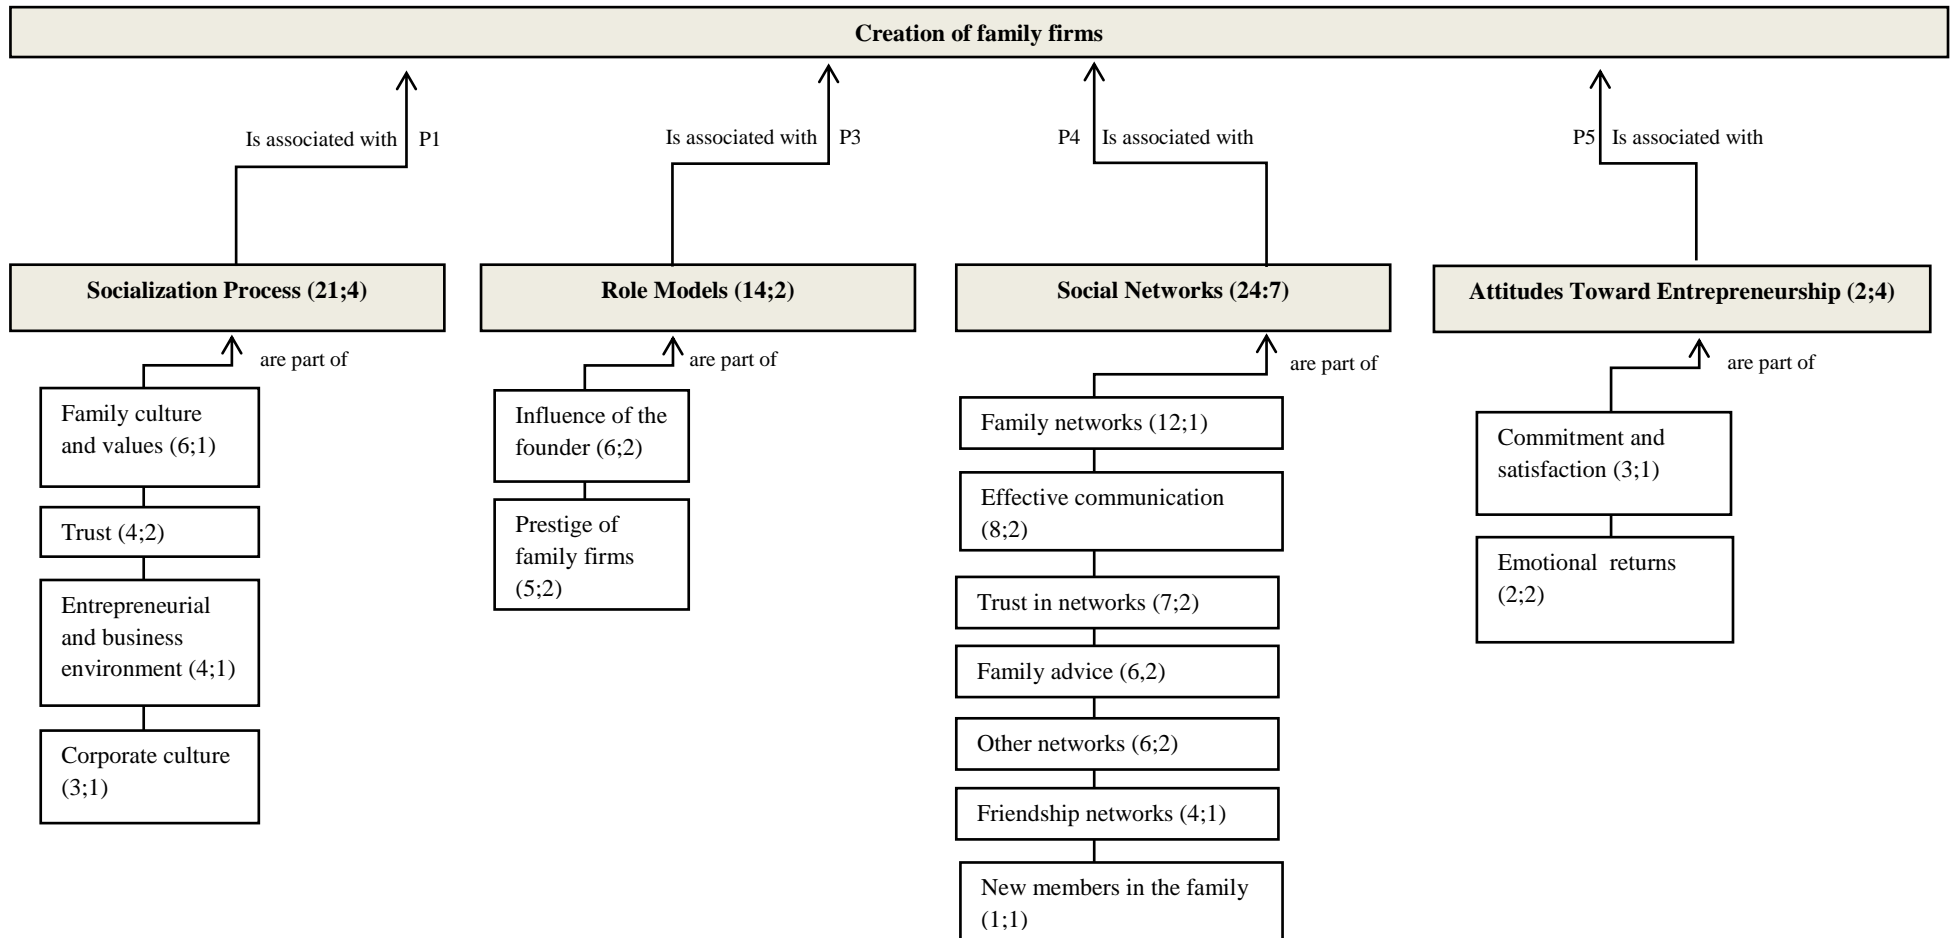 Creation of family firms
Is associated with P1
Is associated with P3
P4 Is associated with
P5 Is associated with
Socialization Process (21;4)
Role Models (14;2)
Social Networks (24:7)
Attitudes Toward Entrepreneurship (2;4)
are part of
Family culture
and values (6;1)
Trust (4;2)
Entrepreneurial
and business
environment (4;1)
Corporate culture
(3;1)
are part of
Influence of the
founder (6;2)
Prestige of
family firms
(5;2)
are part of
Family networks (12;1)
Effective communication
(8;2)
Trust in networks (7;2)
Family advice (6,2)
Other networks (6;2)
Friendship networks (4;1)
New members in the family
(1;1)
are part of
Commitment and
satisfaction (3;1)
Emotional returns
(2;2)